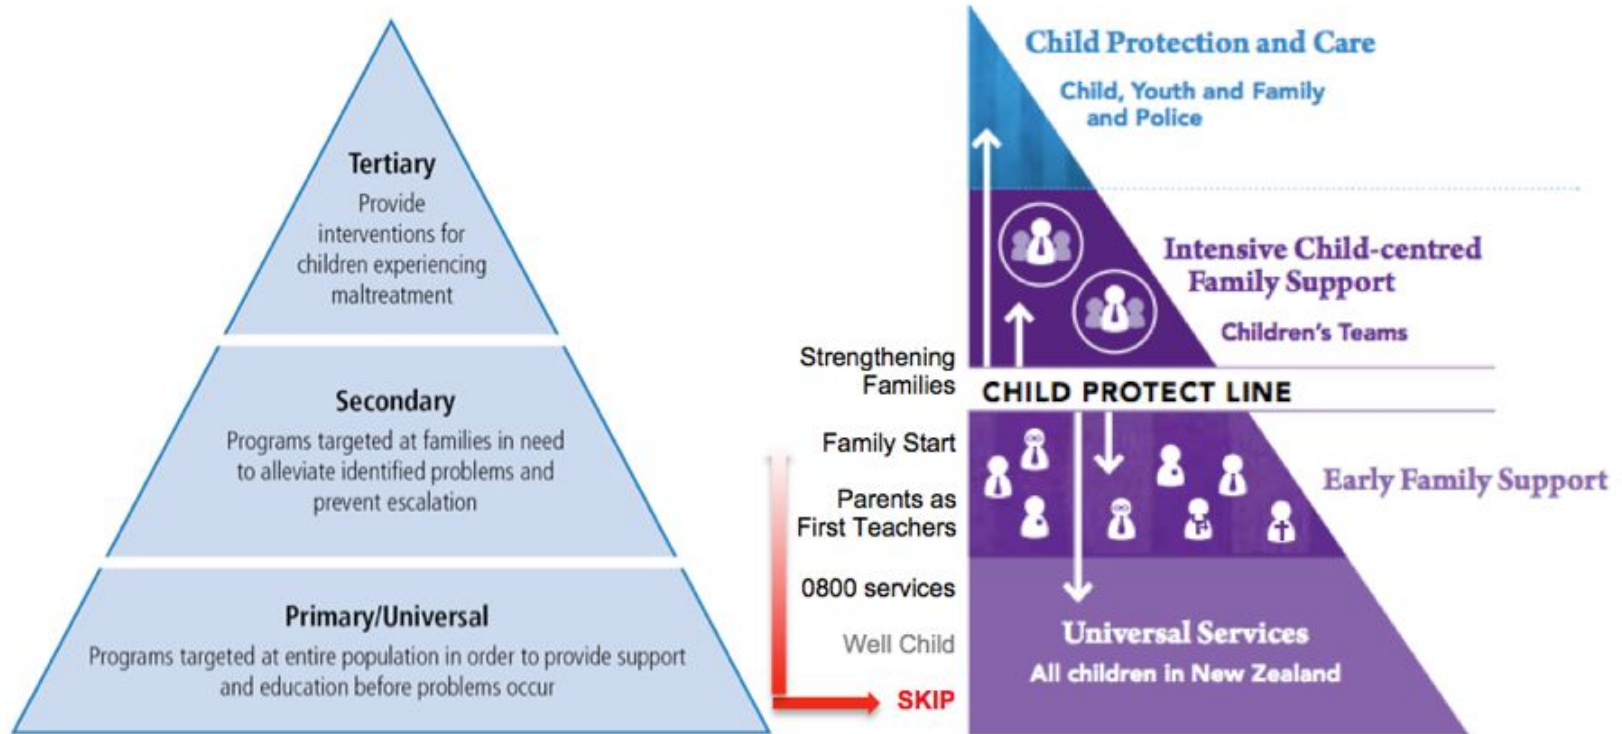 Tertiary
Provide
interventions for
children experiencing
maltreatment
Secondary
Programs targeted at families in need
to alleviate identified problems and
prevent escalation
Primary/Universal
Programs targeted at entire population in order to provide support
and education before problems occur
Strengthening
Families
Family Start
Parents as
First Teachers
0800 services
Well Child
SKIP
Child Protection and Care
Child, Youth and Family
and Police
Intensive Child-centred
Family Support
Children’s Teams
CHILD PROTECT LINE
Early Family Support
Universal Services
All children in New Zealand